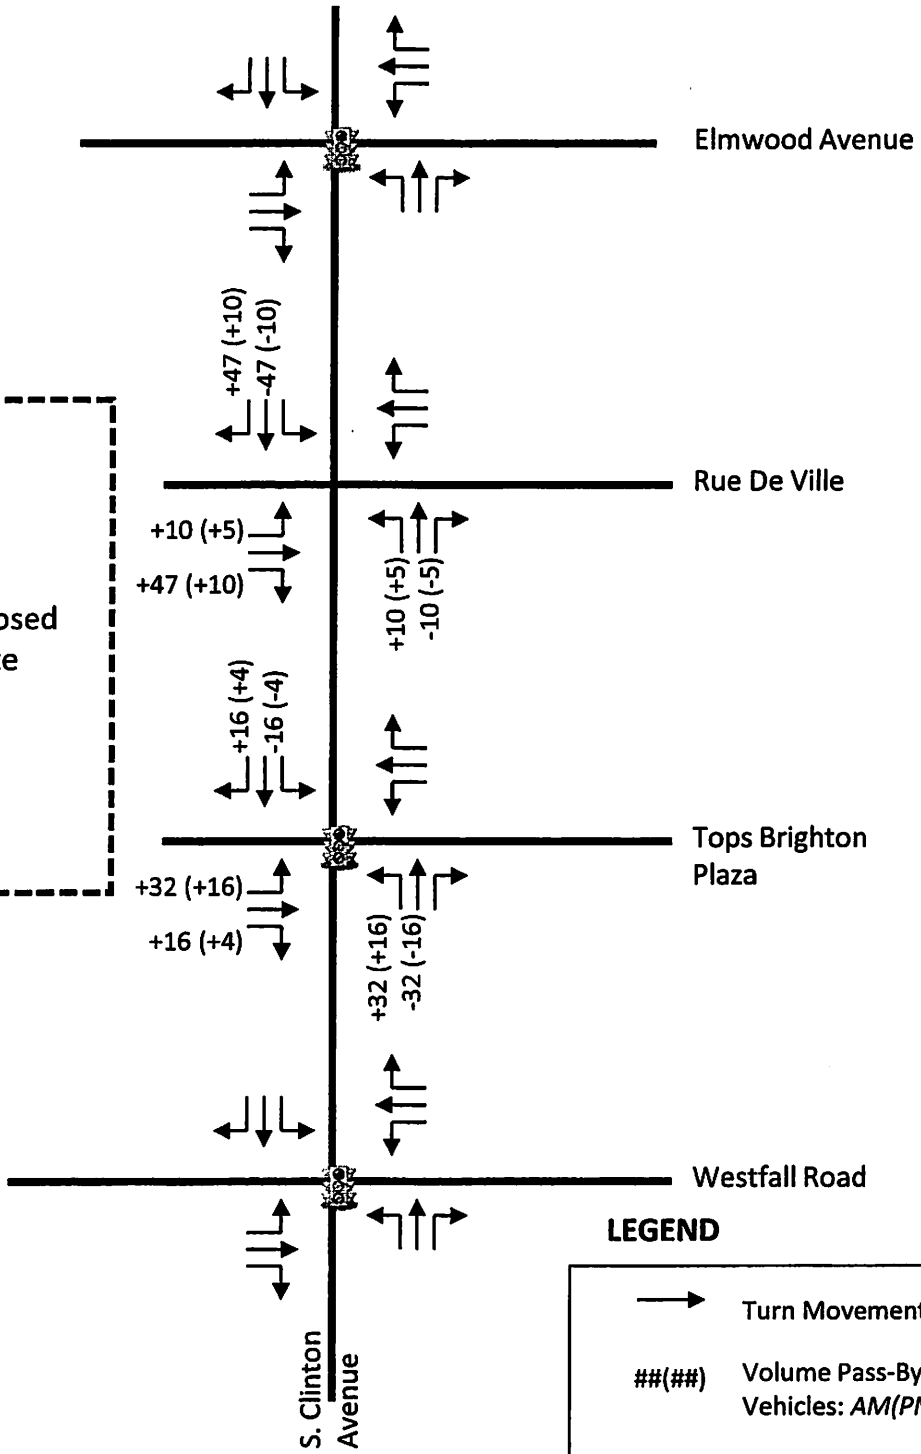 Elmwood Avenue
+47 (+10)
-47 (-10)
Rue De Ville
+10 (+5)
+47 (+10)
+10 (+5)
-10 (-5)
+16 (+4)
-16 (-4)
Tops Brighton
Plaza
+32 (+16)
+16 (+4)
+32 (+16)
-32 (-16)
Westfall Road
LEGEND
Turn Movement
##(##)
Volume Pass-By
Vehicles: AM(PM
S. Clinton
Avenue